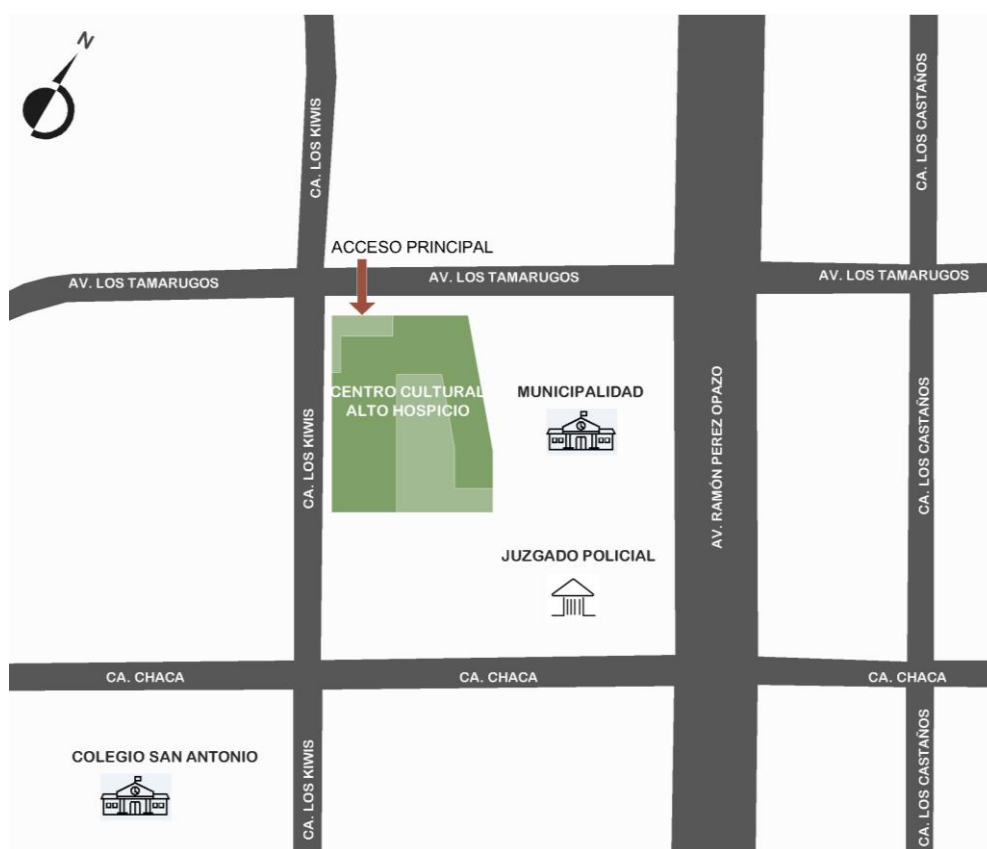 N
CA. LOS KIWIS
CA. LOS CASTAÑOS
ACCESO PRINCIPAL
AV. LOS TAMARUGOS
AV. LOS TAMARUGOS
AV. LOS TAMARUGOS
CENTRO CULTURAL
ALTO HOSPICIO
MUNICIPALIDAD
CA. LOS KIWIS
AV. RAMÓN PEREZ OPAZO
CA. LOS CASTAÑOS
JUZGADO POLICIAL
CA. CHACA
CA. CHACA
CA. CHACA
COLEGIO SAN ANTONIO
CA. LOS KIWIS
CA. LOS CASTAÑOS